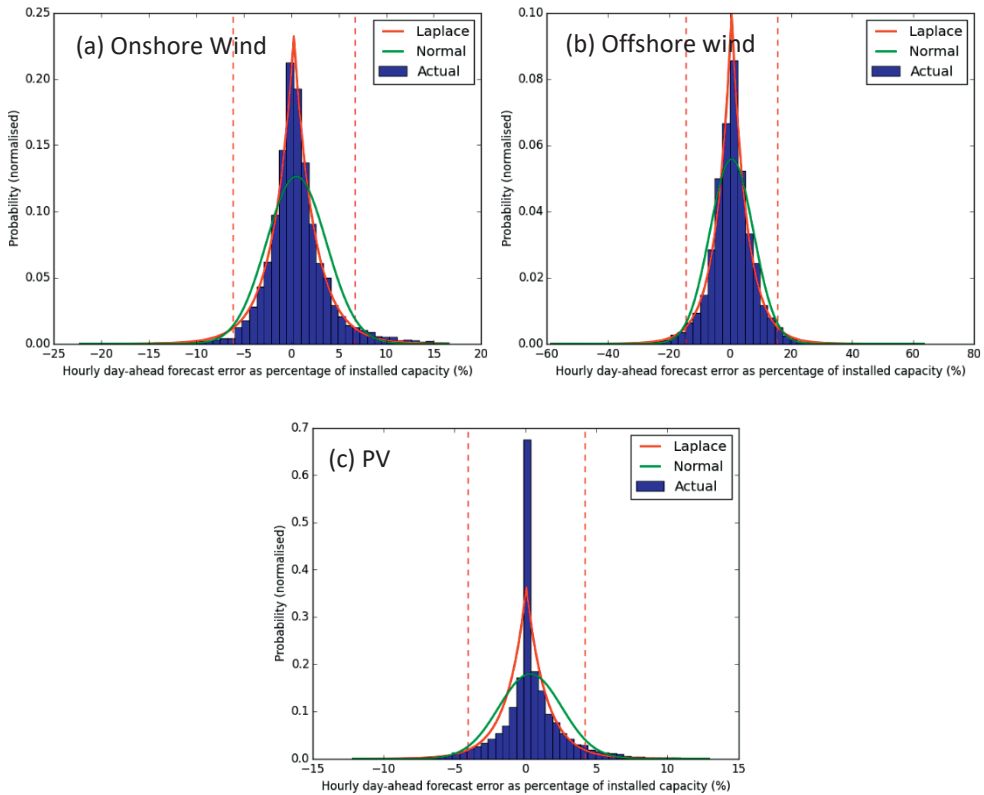 (a) Onshore Wind
Laplace
Normal
Actual
Probability (normalised)
0.25
0.20
0.15
0.10
0.05
0.00
−25 −20 −15 −10 −5 0 5 10 15 20
Hourly day-ahead forecast error as percentage of installed capacity (%)
(b) Offshore wind
Laplace
Normal
Actual
Probability (normalised)
0.10
0.08
0.06
0.04
0.02
0.00
−60 −40 −20 0 20 40 60 80
Hourly day-ahead forecast error as percentage of installed capacity (%)
(c) PV
Laplace
Normal
Actual
Probability (normalised)
0.7
0.6
0.5
0.4
0.3
0.2
0.1
0.0
−15 −10 −5 0 5 10 15
Hourly day-ahead forecast error as percentage of installed capacity (%)